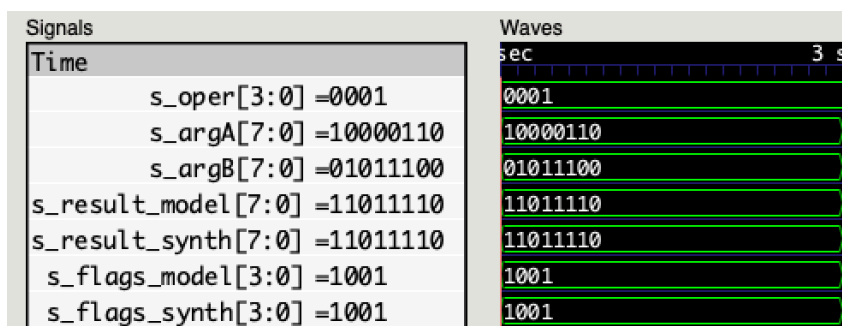 Signals Waves
Time sec 3 s
s_oper[3:0] =0001 0001
s_argA[7:0] =10000110 10000110
s_argB[7:0] =01011100 01011100
s_result_model[7:0] =11011110 11011110
s_result_synth[7:0] =11011110 11011110
s_flags_model[3:0] =1001 1001
s_flags_synth[3:0] =1001 1001